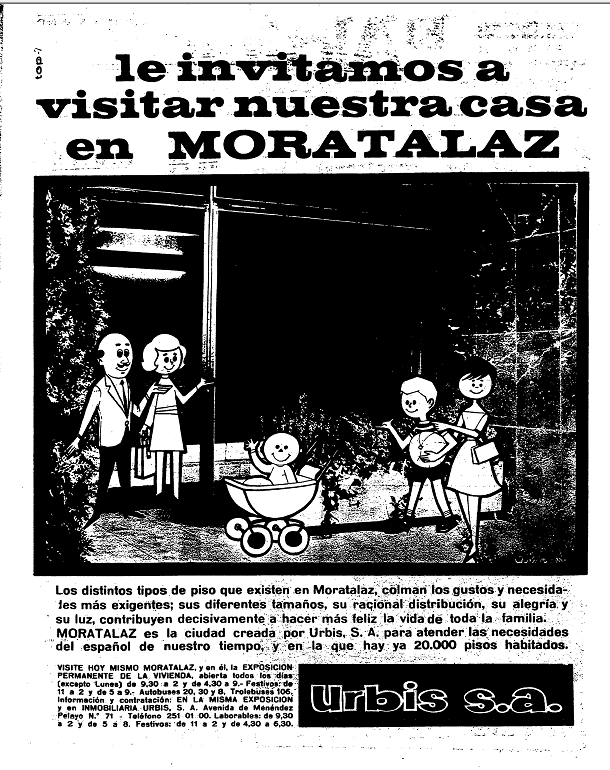 top-7
le invitamos a
visitar nuestra casa
en MORATALAZ
Los distintos tipos de piso que existen en Moratalaz, colman los gustos y necesida-
des más exigentes; sus diferentes tamaños, su racional distribución, su alegría y
su luz, contribuyen decisivamente a hacer más feliz la vida de toda la familia.
MORATALAZ es la ciudad creada por Urbis, S. A. para atender las necesidades
del español de nuestro tiempo, y en la que hay ya 20.000 pisos habitados.
VISITE HOY MISMO MORATALAZ, y en él, la EXPOSICION
PERMANENTE DE LA VIVIENDA, abierta todos los días
(excepto Lunes) de 9,30 a 2 y de 4,30 a 9.- Festivos: de
11 a 2 y de 5 a 9.- Autobuses 20, 30 y 8. Trolebuses 106.
Información y contratación: EN LA MISMA EXPOSICION
y en INMOBILIARIA URBIS, S. A. Avenida de Menéndez
Pelayo N.° 71 - Teléfono 251 01 00. Laborables: de 9,30
a 2 y de 5 a 8. Festivos: de 11 a 2 y de 4,30 a 6,30.
Urbis s.a.